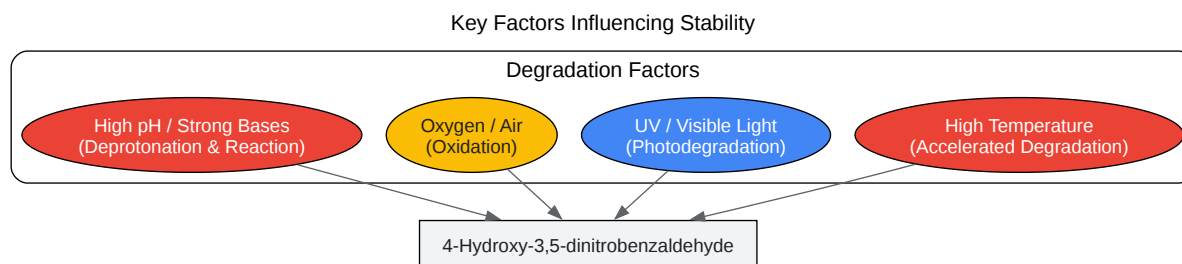 Key Factors Influencing Stability
Degradation Factors
High pH / Strong Bases
(Deprotonation & Reaction)
Oxygen / Air
(Oxidation)
UV / Visible Light
(Photodegradation)
High Temperature
(Accelerated Degradation)
4-Hydroxy-3,5-dinitrobenzaldehyde